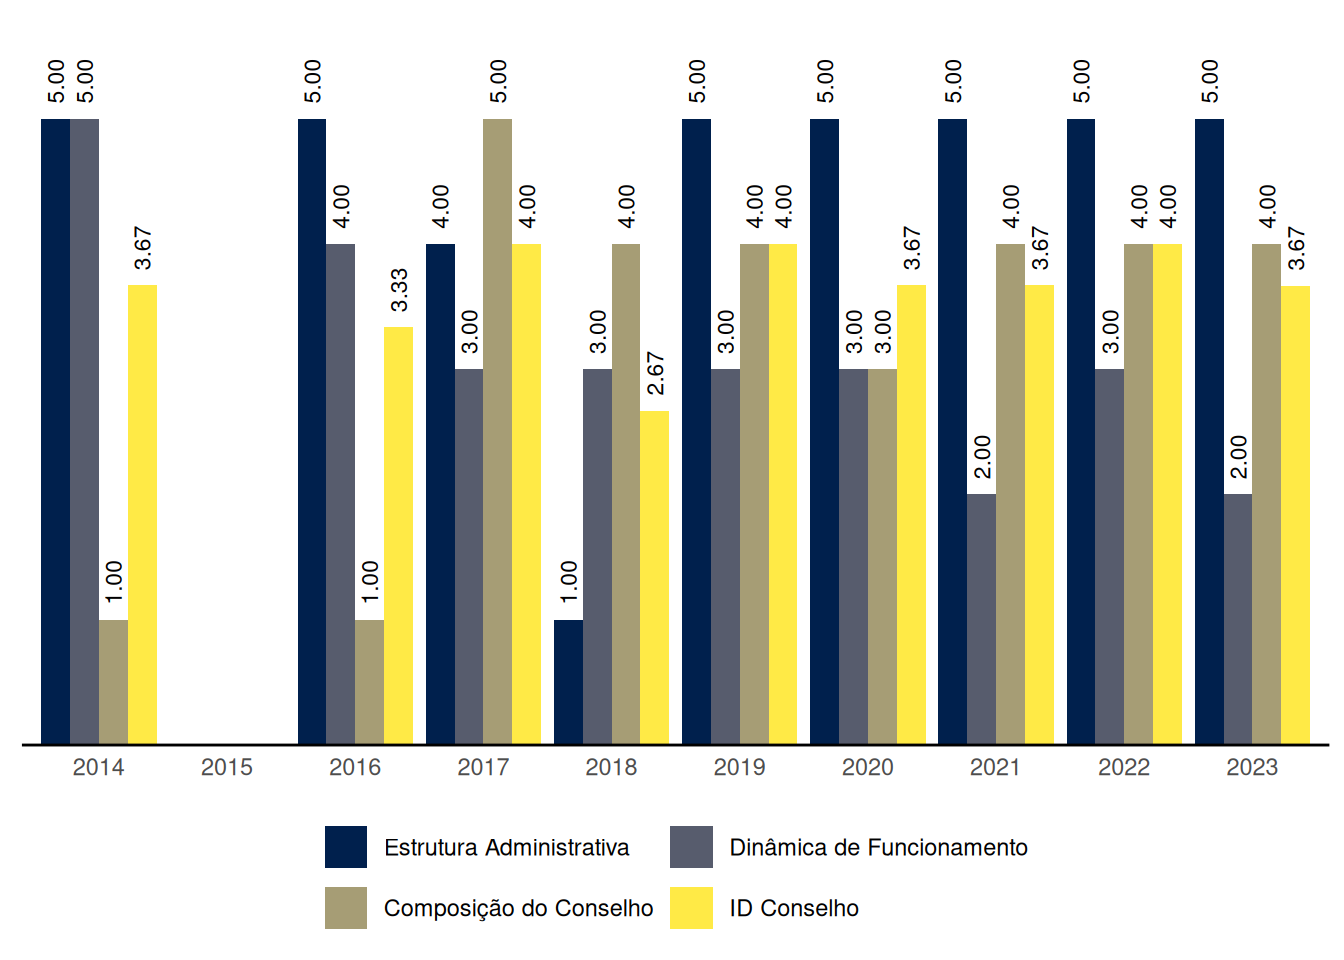 5.00 5.00 1.00 3.67
5.00 4.00 1.00 3.33
4.00 3.00 5.00 4.00
1.00 3.00 4.00 2.67
5.00 3.00 4.00 4.00
5.00 3.00 3.00 3.67
5.00 2.00 4.00 3.67
5.00 3.00 4.00 4.00
5.00 2.00 4.00 3.67
2014 2015 2016 2017 2018 2019 2020 2021 2022 2023
Estrutura Administrativa Dinâmica de Funcionamento
Composição do Conselho ID Conselho